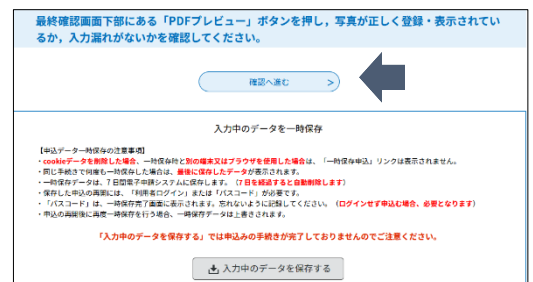 最終確認画面下部にある「PDFプレビュー」ボタンを押し，写真が正しく登録・表示されてい
るか，入力漏れがないかを確認してください。
確認へ進む >
入力中のデータを一時保存
【申込データ一時保存の注意事項】
・cookieデータを削除した場合、一時保存時と別の端末又はブラウザを使用した場合は、「一時保存申込」リンクは表示されません。
・同じ手続きで何度も一時保存した場合は、最後に保存したデータが表示されます。
・一時保存データは、7日間電子申請システムに保存します。（7日を経過すると自動削除します）
・保存した申込の再開には、「利用者ログイン」または「パスコード」が必要です。
・「パスコード」は、一時保存完了画面に表示されます。忘れないように記録してください。（ログインせず申込む場合、必要となります）
・申込の再開後に再度一時保存を行う場合、一時保存データは上書きされます。
「入力中のデータを保存する」では申込みの手続きが完了しておりませんのでご注意ください。
入力中のデータを保存する